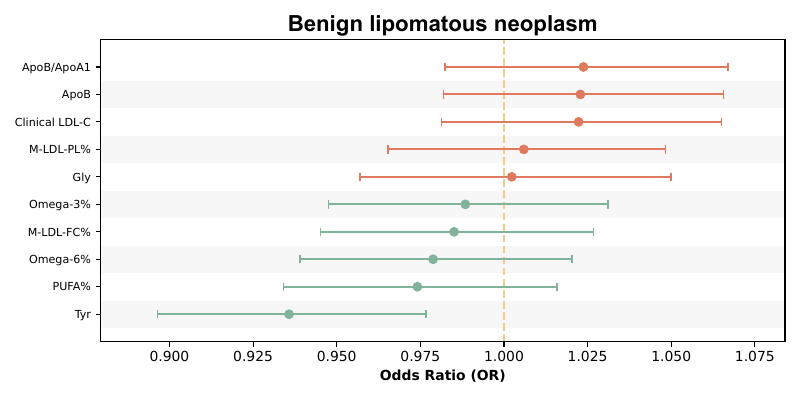 Benign lipomatous neoplasm
ApoB/ApoA1
ApoB
Clinical LDL-C
M-LDL-PL%
Gly
Omega-3%
M-LDL-FC%
Omega-6%
PUFA%
Tyr
0.900 0.925 0.950 0.975 1.000 1.025 1.050 1.075
Odds Ratio (OR)